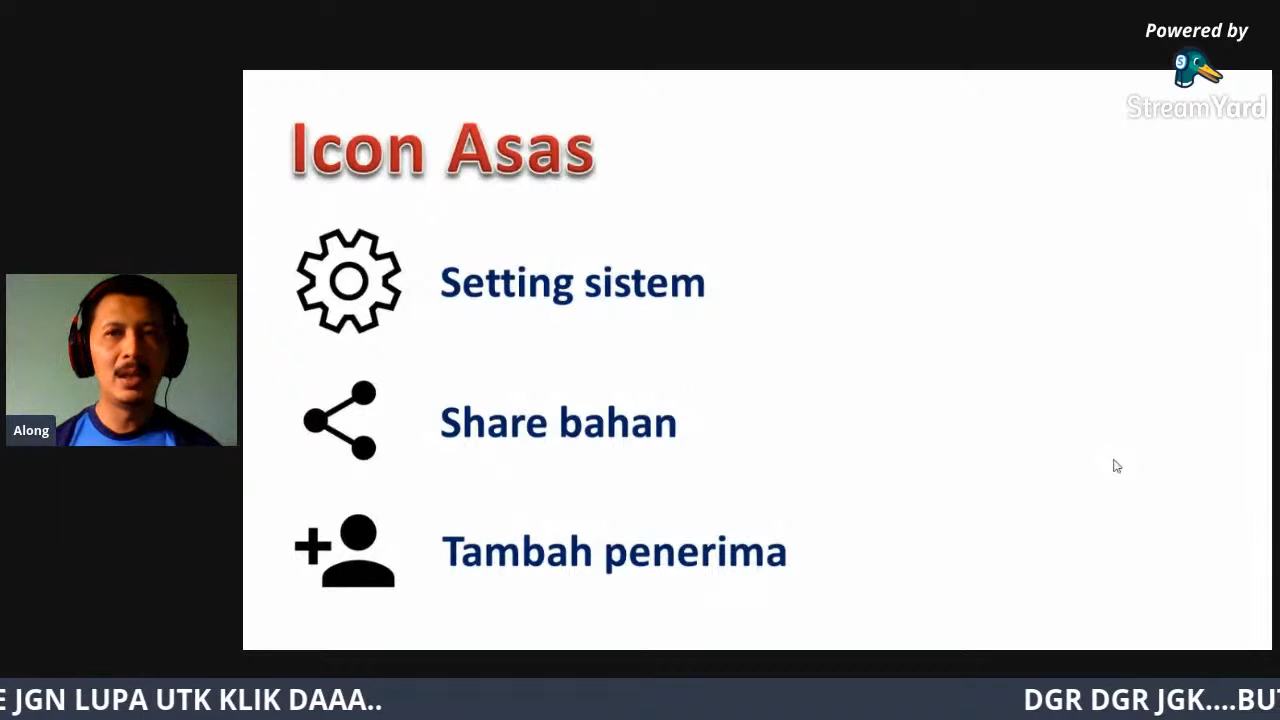 Powered by
StreamYard
Icon Asas
Setting sistem
Share bahan
Along
Tambah penerima
JGN LUPA UTK KLIK DAAA..
DGR DGR JGK....BU